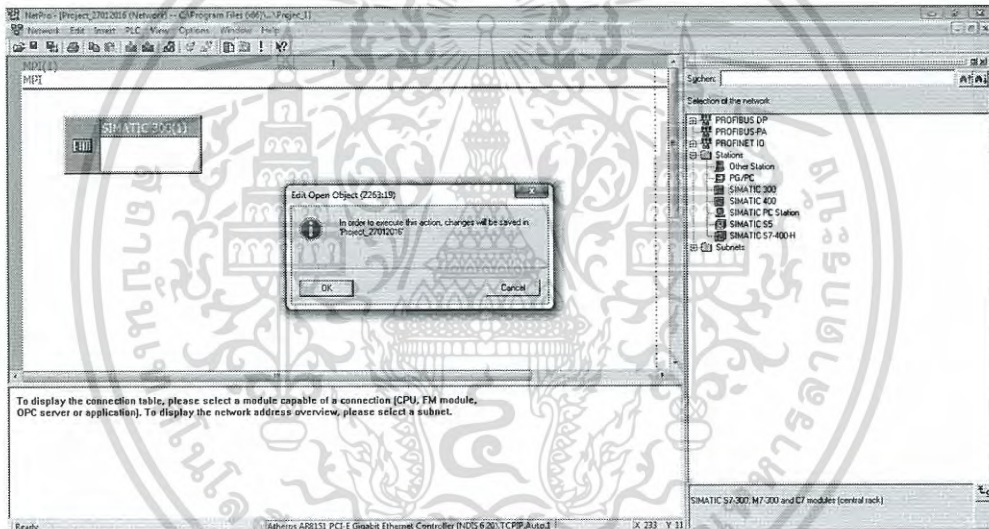 NetPro - [Project_27012016 (Network) -- C:\Program Files (x86)\...\Project_1]
Network Edit Insert PLC View Options Window Help
MPI(1)
MPI
SIMATIC 300(1)
Edit Open Object (2263:19)
In order to execute this action, changes will be saved in
'Project_27012016'
OK
Cancel
Suchen:
Selection of the network
PROFIBUS DP
PROFIBUS-PA
PROFINET IO
Stations
Other Station
PG/PC
SIMATIC 300
SIMATIC 400
SIMATIC PC Station
SIMATIC S5
SIMATIC S7-400-H
Subnets
To display the connection table, please select a module capable of a connection (CPU, FM module,
OPC server or application). To display the network address overview, please select a subnet.
SIMATIC S7-300, M7-300 and C7 modules (central rack)
Ready
Atheros AR8151 PCI-E Gigabit Ethernet Controller (NDIS 6.20).TCPIP.Auto.1
X 233 Y 11